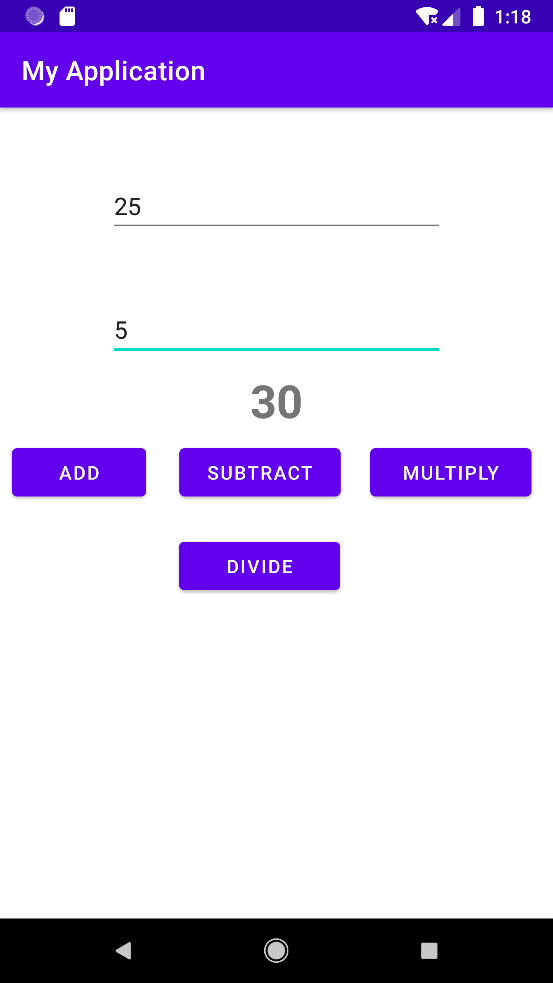 1:18
My Application
25
5
30
ADD SUBTRACT MULTIPLY
DIVIDE